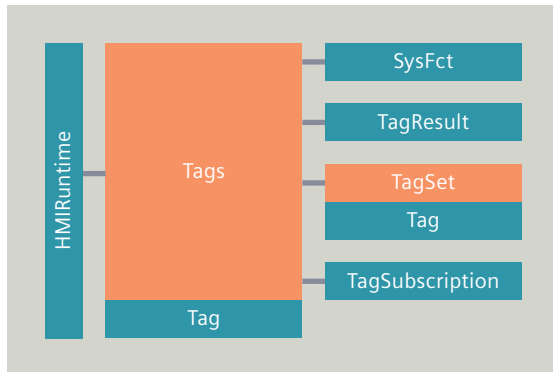 HMIRuntime
Tags
Tag
SysFct
TagResult
TagSet
Tag
TagSubscription